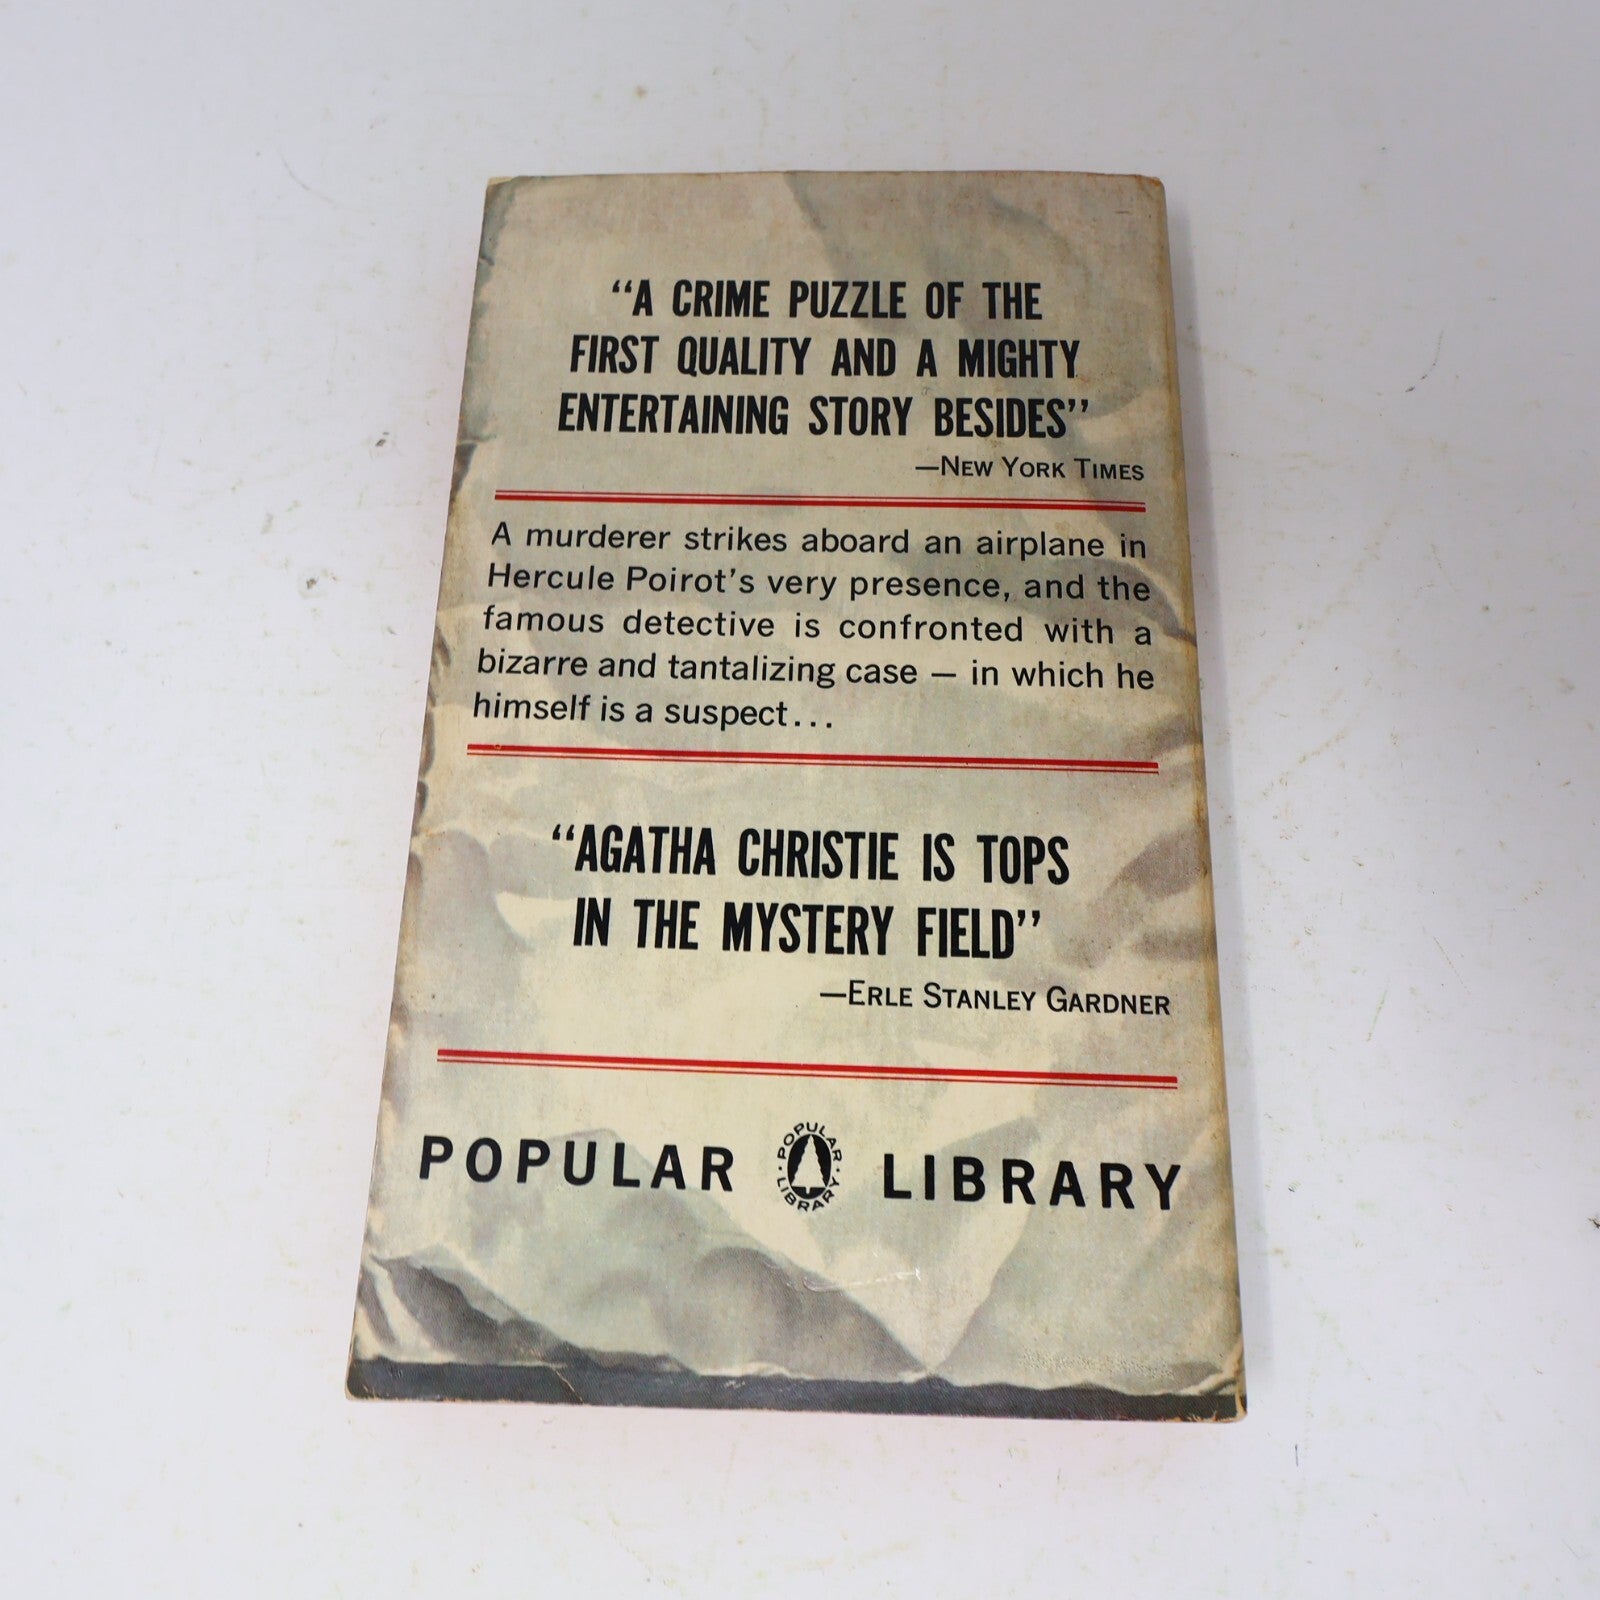 “A CRIME PUZZLE OF THE
FIRST QUALITY AND A MIGHTY
ENTERTAINING STORY BESIDES”
—NEW YORK TIMES
A murderer strikes aboard an airplane in
Hercule Poirot’s very presence, and the
famous detective is confronted with a
bizarre and tantalizing case — in which he
himself is a suspect...
“AGATHA CHRISTIE IS TOPS
IN THE MYSTERY FIELD”
—ERLE STANLEY GARDNER
POPULAR LIBRARY
POPULAR · LIBRARY ·